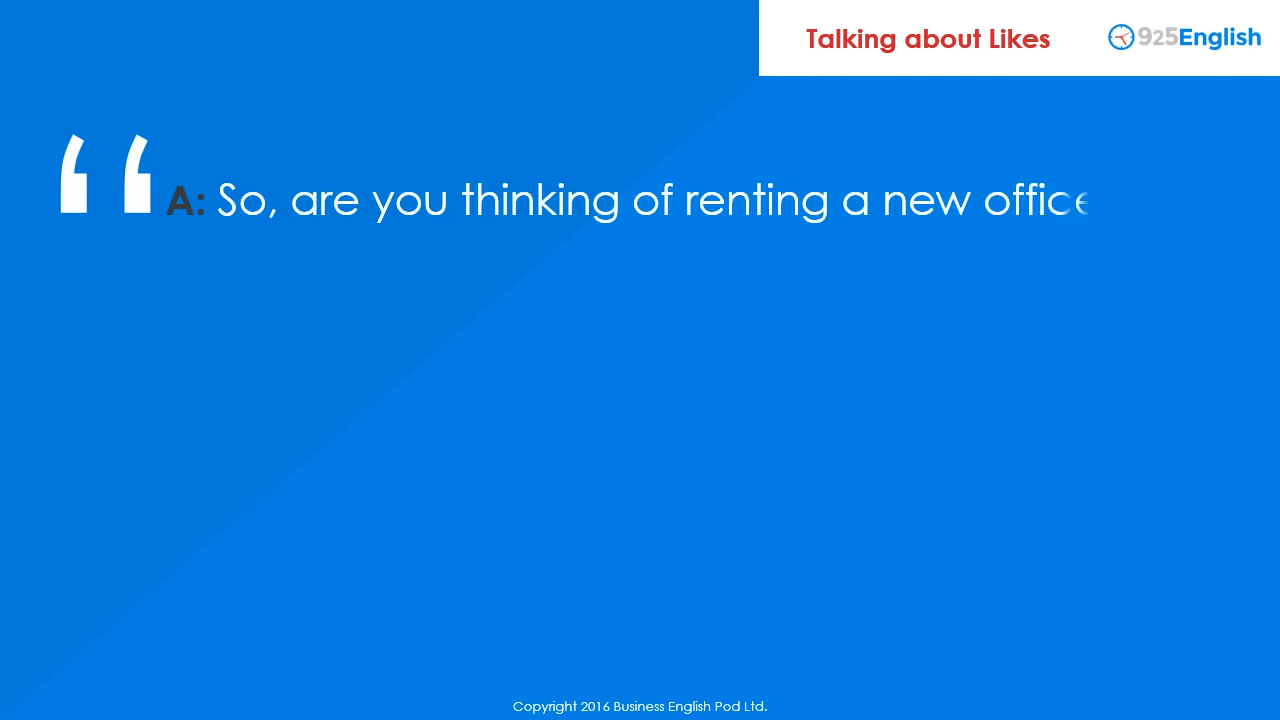 Talking about Likes
925English
“A: So, are you thinking of renting a new office
Copyright 2016 Business English Pod Ltd.